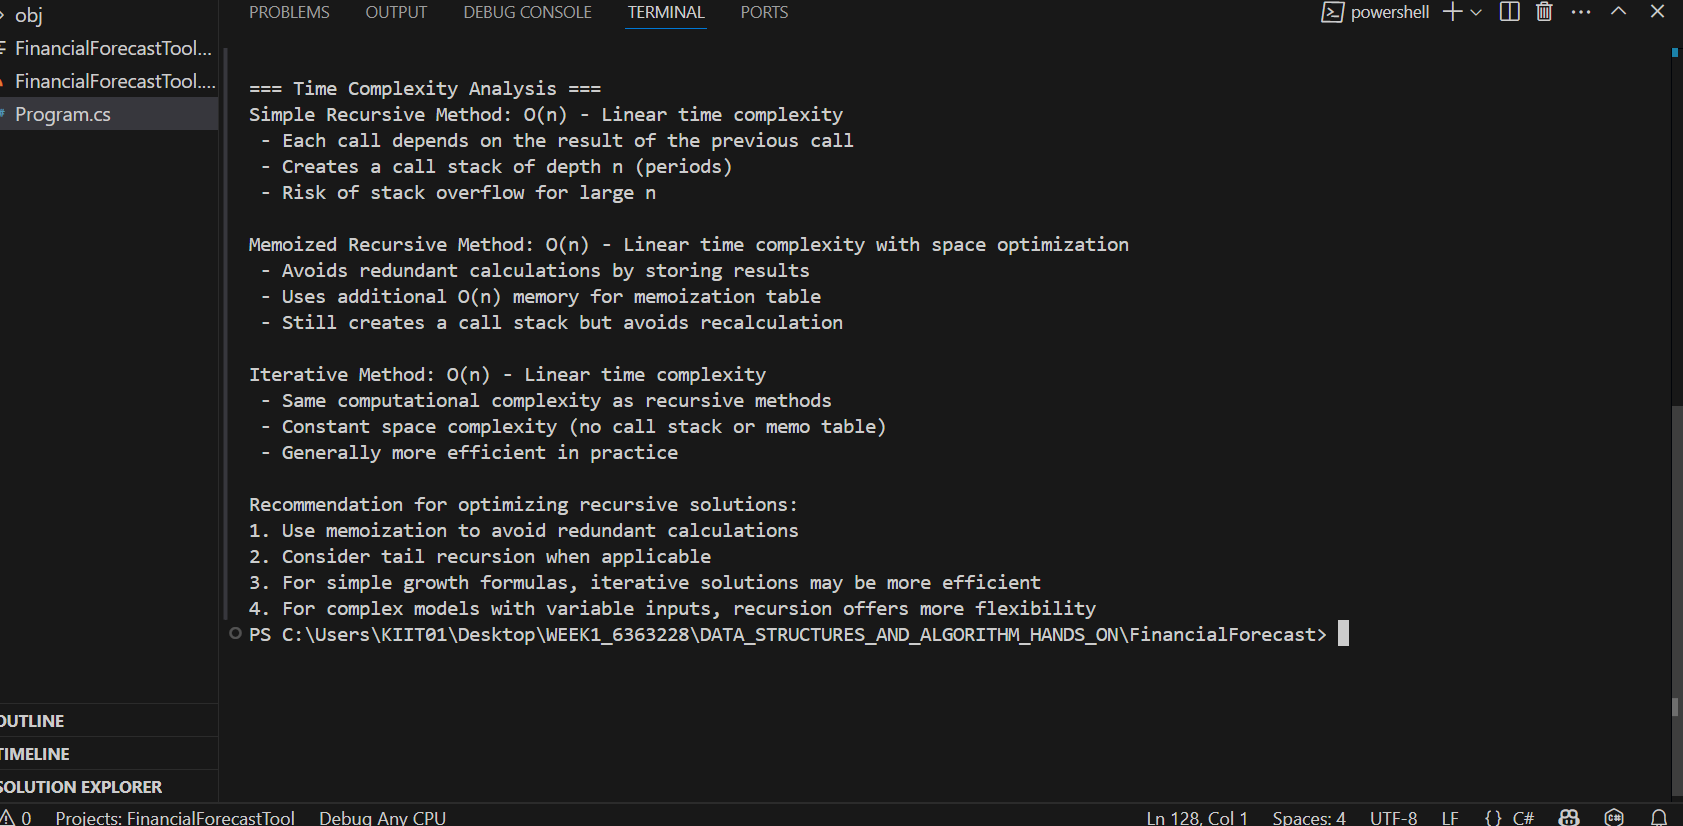 obj
FinancialForecastTool...
FinancialForecastTool....
Program.cs
OUTLINE
TIMELINE
SOLUTION EXPLORER
PROBLEMS OUTPUT DEBUG CONSOLE TERMINAL PORTS
powershell
=== Time Complexity Analysis ===
Simple Recursive Method: O(n) - Linear time complexity
- Each call depends on the result of the previous call
- Creates a call stack of depth n (periods)
- Risk of stack overflow for large n
Memoized Recursive Method: O(n) - Linear time complexity with space optimization
- Avoids redundant calculations by storing results
- Uses additional O(n) memory for memoization table
- Still creates a call stack but avoids recalculation
Iterative Method: O(n) - Linear time complexity
- Same computational complexity as recursive methods
- Constant space complexity (no call stack or memo table)
- Generally more efficient in practice
Recommendation for optimizing recursive solutions:
1. Use memoization to avoid redundant calculations
2. Consider tail recursion when applicable
3. For simple growth formulas, iterative solutions may be more efficient
4. For complex models with variable inputs, recursion offers more flexibility
PS C:\Users\KIIT01\Desktop\WEEK1_6363228\DATA_STRUCTURES_AND_ALGORITHM_HANDS_ON\FinancialForecast>
0 Projects: FinancialForecastTool Debug Any CPU Ln 128, Col 1 Spaces: 4 UTF-8 LF {} C#